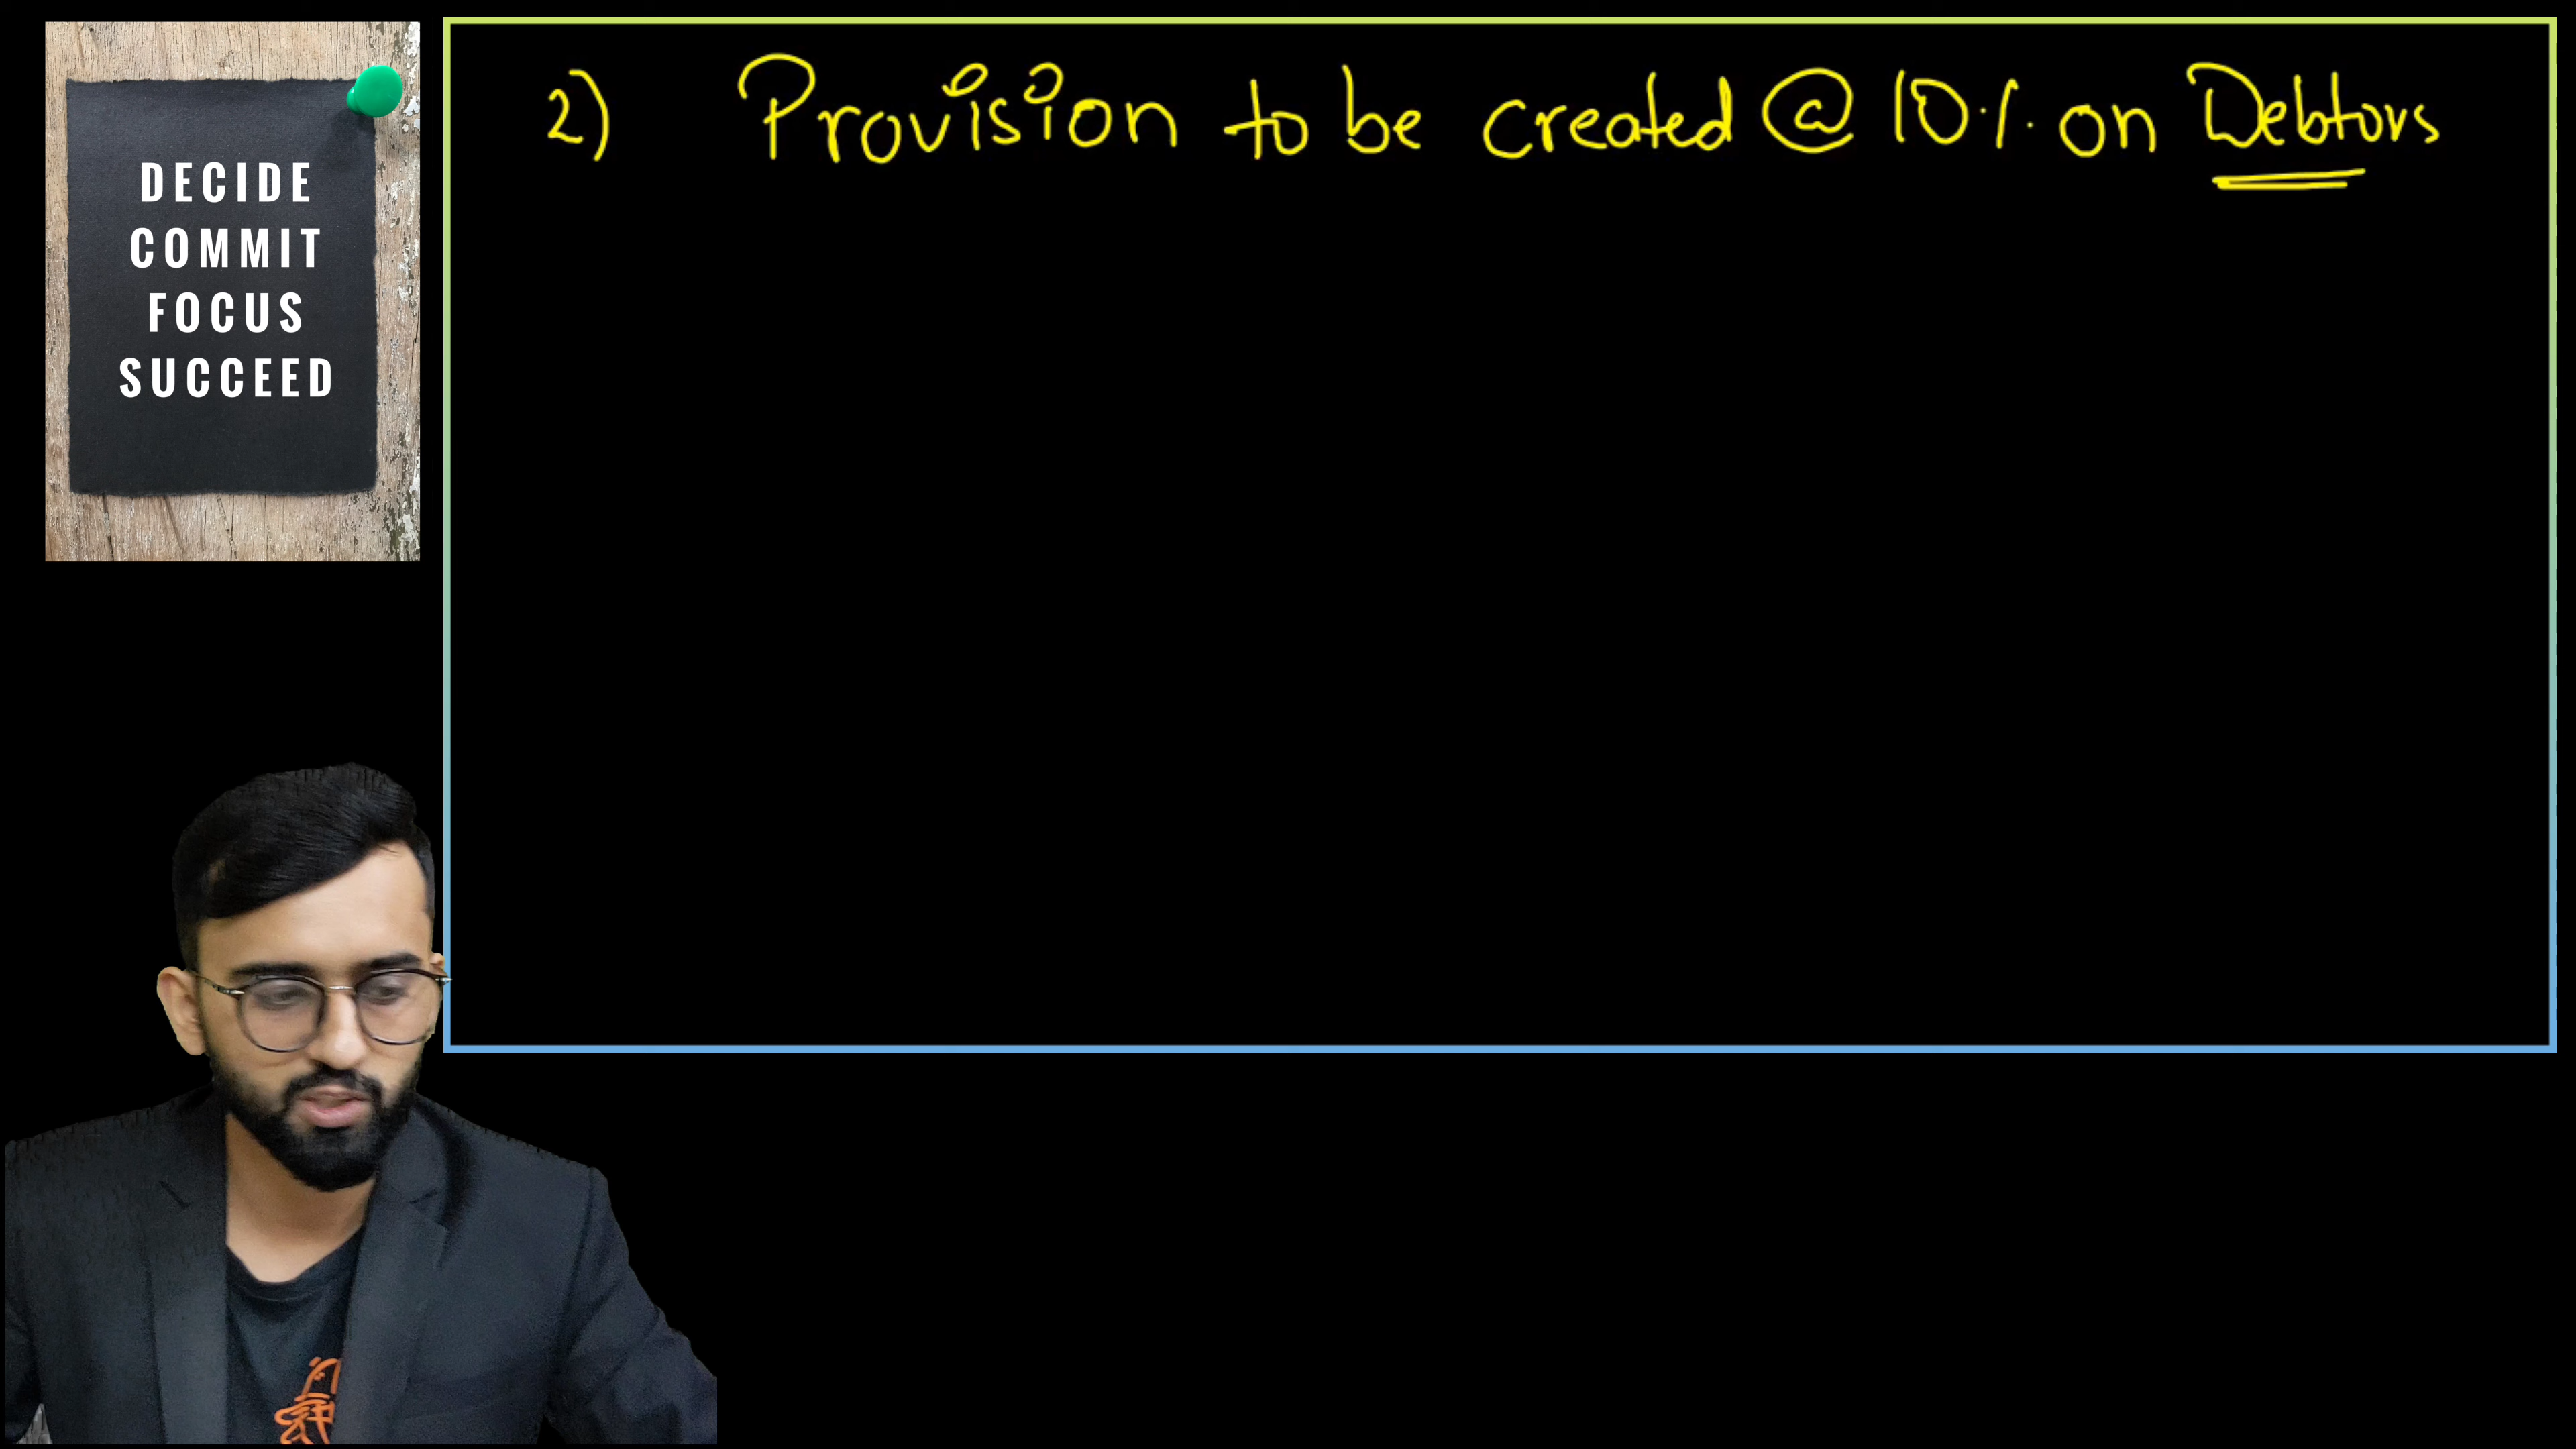 DECIDE
COMMIT
FOCUS
SUCCEED
2) Provision to be created @ 10% on Debtors